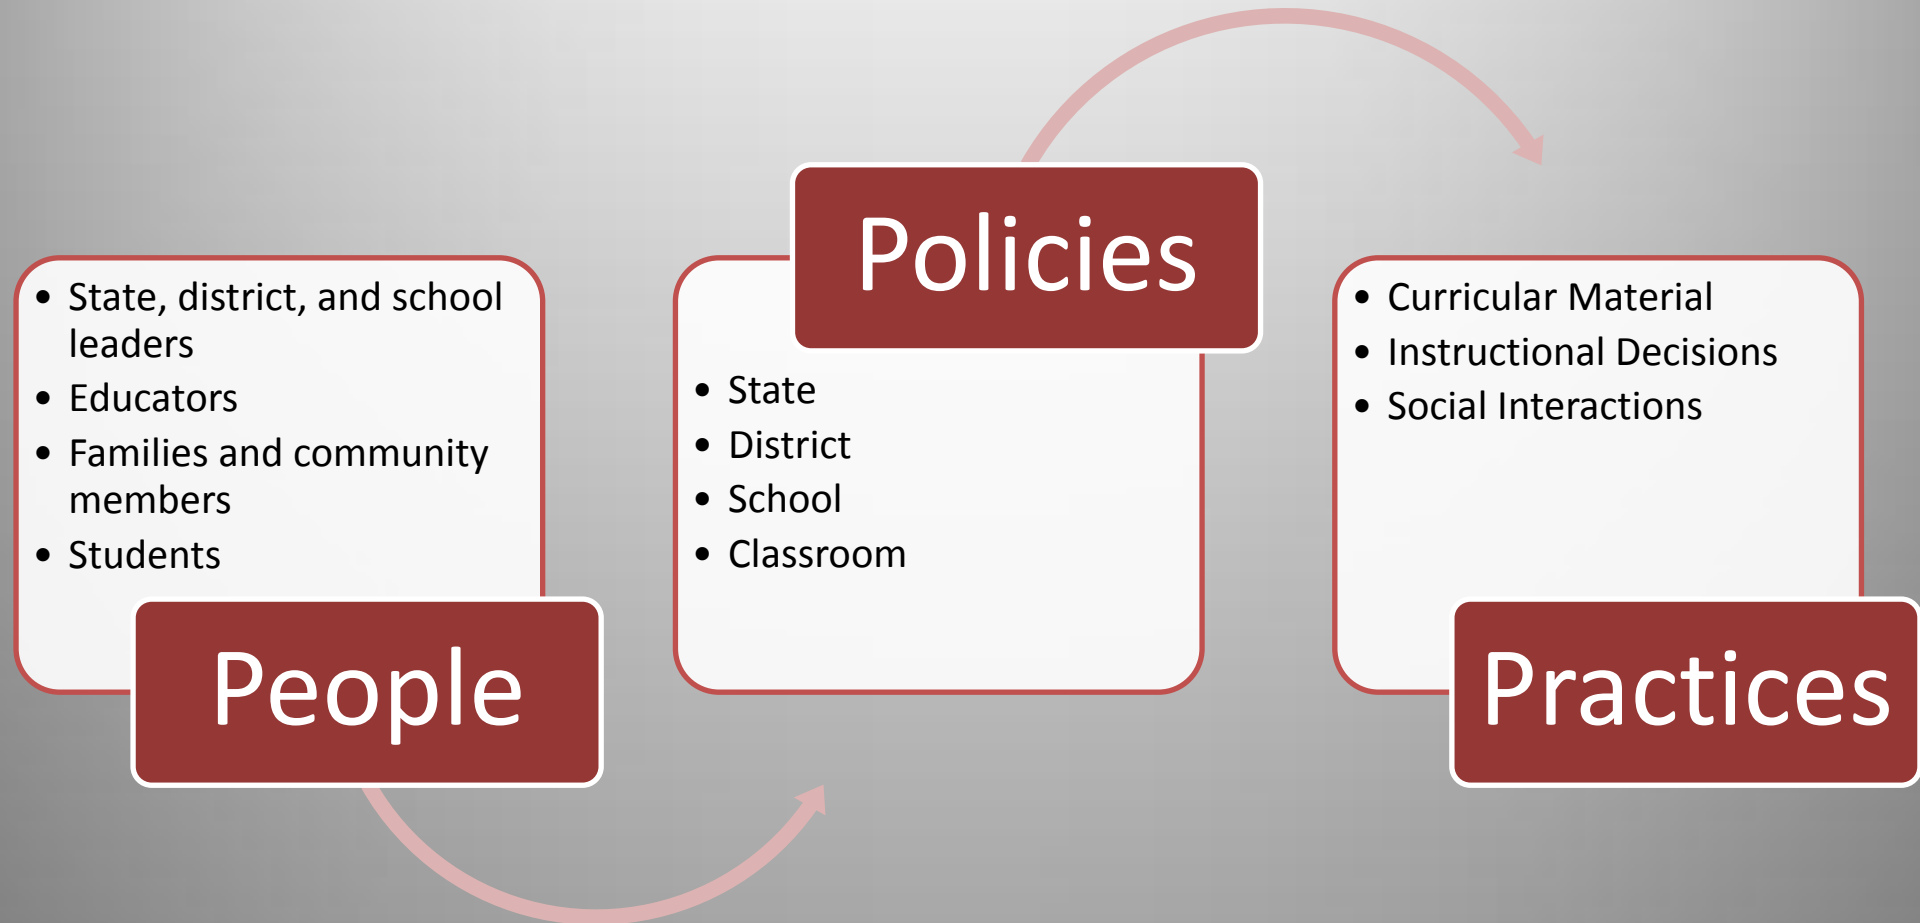 • State, district, and school
leaders
• Educators
• Families and community
members
• Students
People
Policies
• State
• District
• School
• Classroom
• Curricular Material
• Instructional Decisions
• Social Interactions
Practices